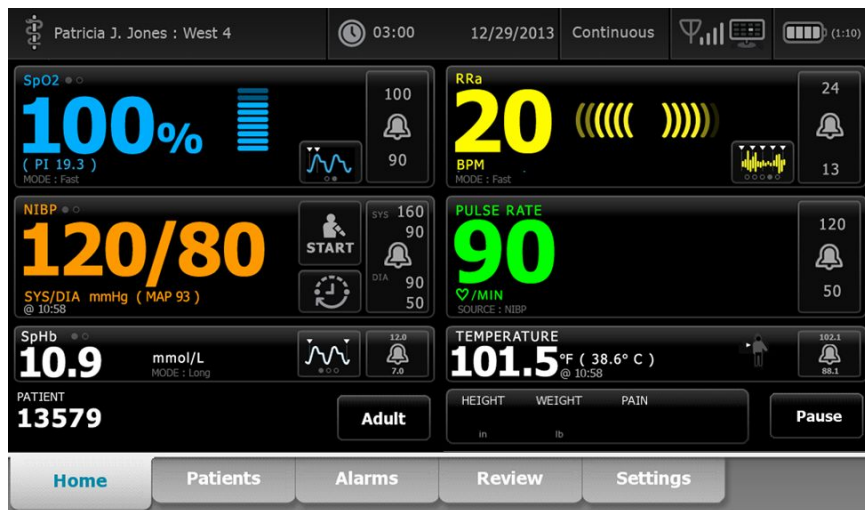 Patricia J. Jones : West 4
03:00
12/29/2013
Continuous
(1:10)
SpO2
100%
( PI 19.3 )
MODE : Fast
100
90
RRa
20
BPM
MODE : Fast
24
13
NIBP
120/80
SYS/DIA mmHg ( MAP 93 )
@ 10:58
START
SYS 160
90
DIA 90
50
PULSE RATE
90
/MIN
SOURCE : NIBP
120
50
SpHb
10.9 mmol/L
MODE : Long
12.0
7.0
TEMPERATURE
101.5 °F ( 38.6° C )
@ 10:58
102.1
88.1
PATIENT
13579
Adult
HEIGHT WEIGHT PAIN
in lb
Pause
Home Patients Alarms Review Settings